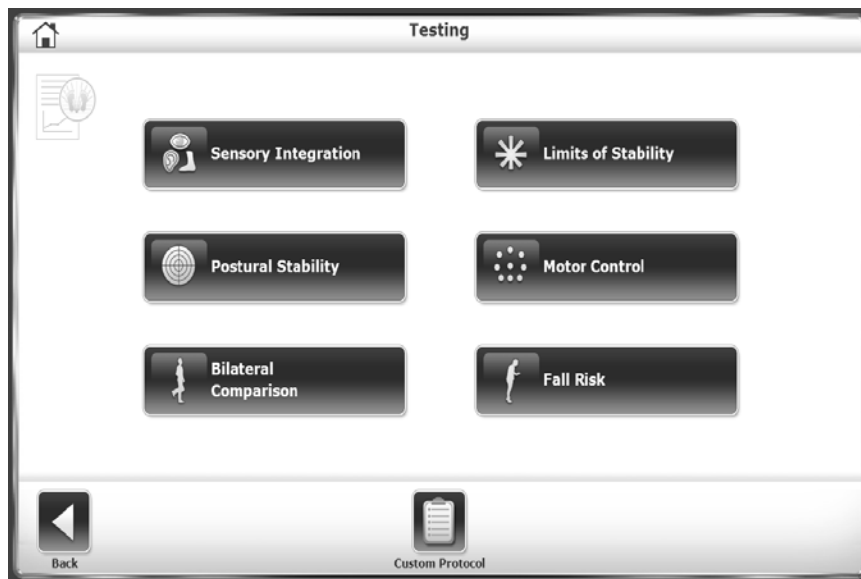 Testing
Sensory Integration
Limits of Stability
Postural Stability
Motor Control
Bilateral
Comparison
Fall Risk
Back
Custom Protocol